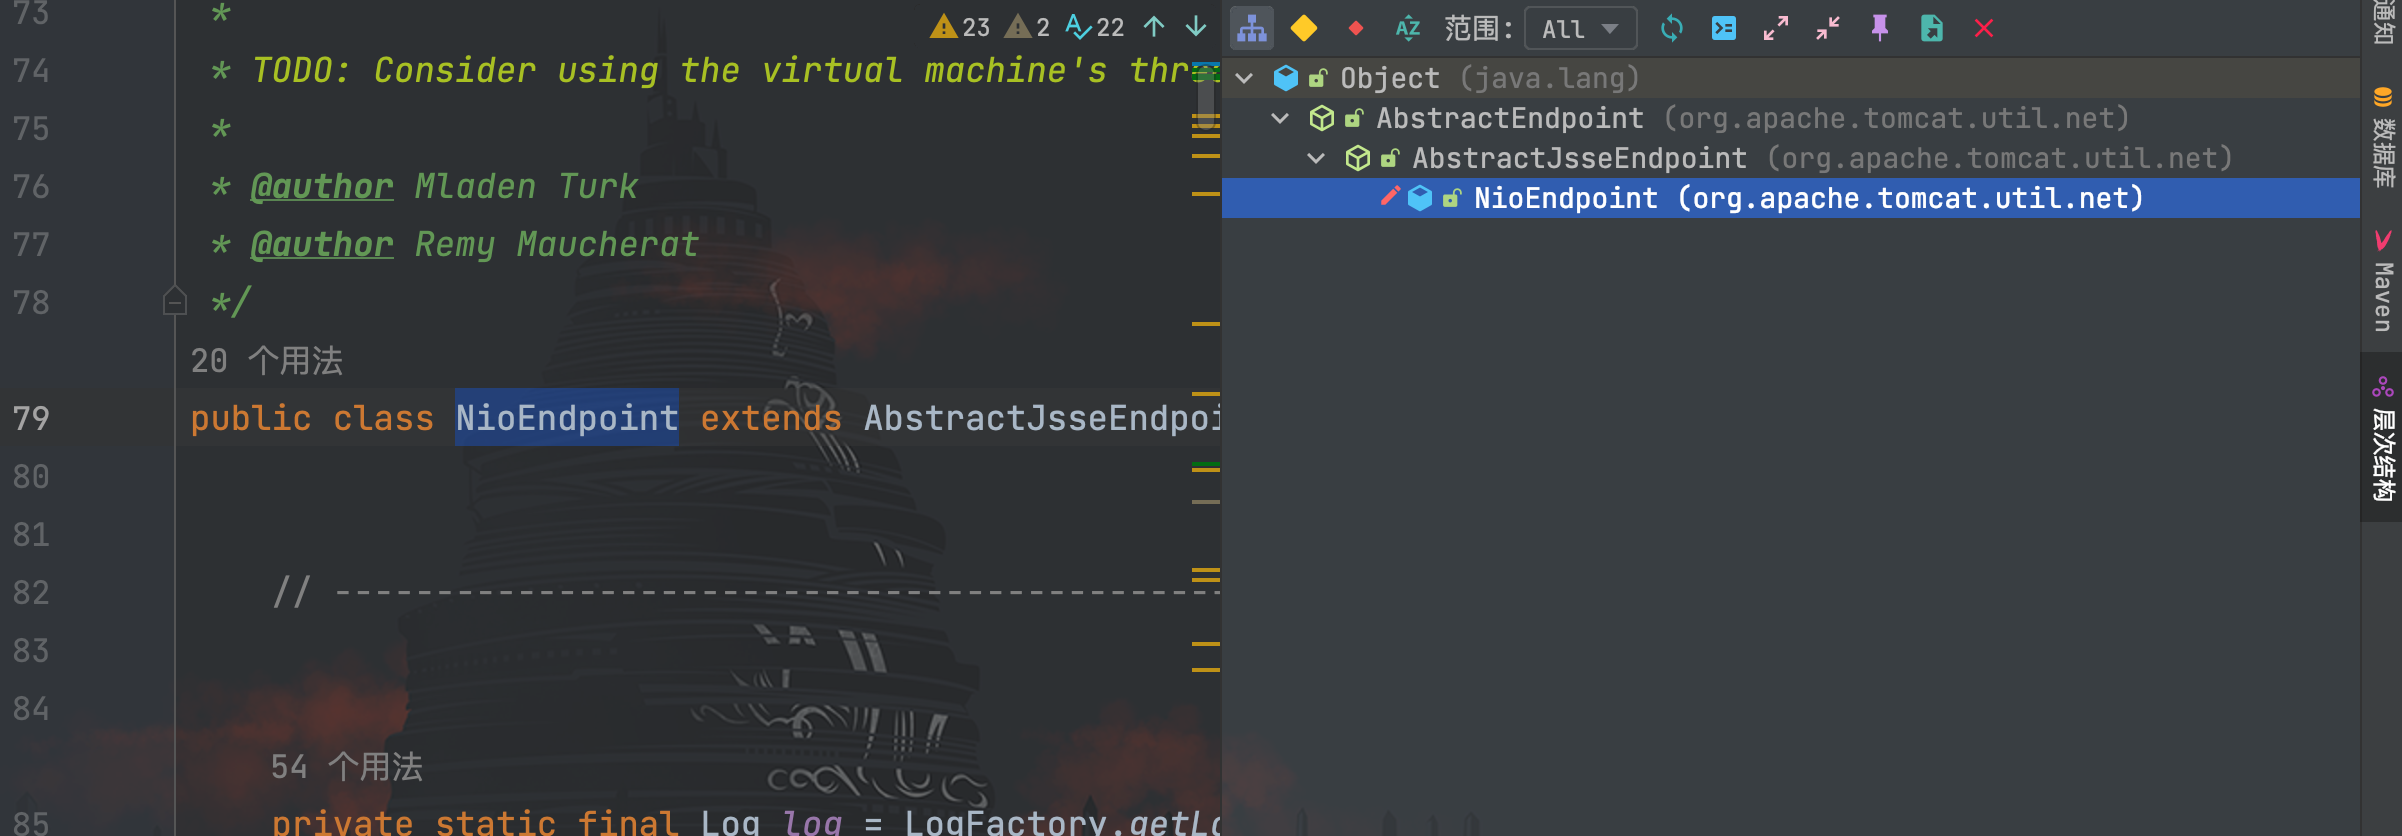 73 *
74 * TODO: Consider using the virtual machine's thr
75 *
76 * @author Mladen Turk
77 * @author Remy Maucherat
78 */
20 个用法
79 public class NioEndpoint extends AbstractJsseEndpoi
80
81
82 // -------------------------------------------
83
84
54 个用法
85 private static final Log log = LogFactory.getLo
23 2 22
范围: All
Object (java.lang)
AbstractEndpoint (org.apache.tomcat.util.net)
AbstractJsseEndpoint (org.apache.tomcat.util.net)
NioEndpoint (org.apache.tomcat.util.net)
通知
数据库
Maven
层次结构